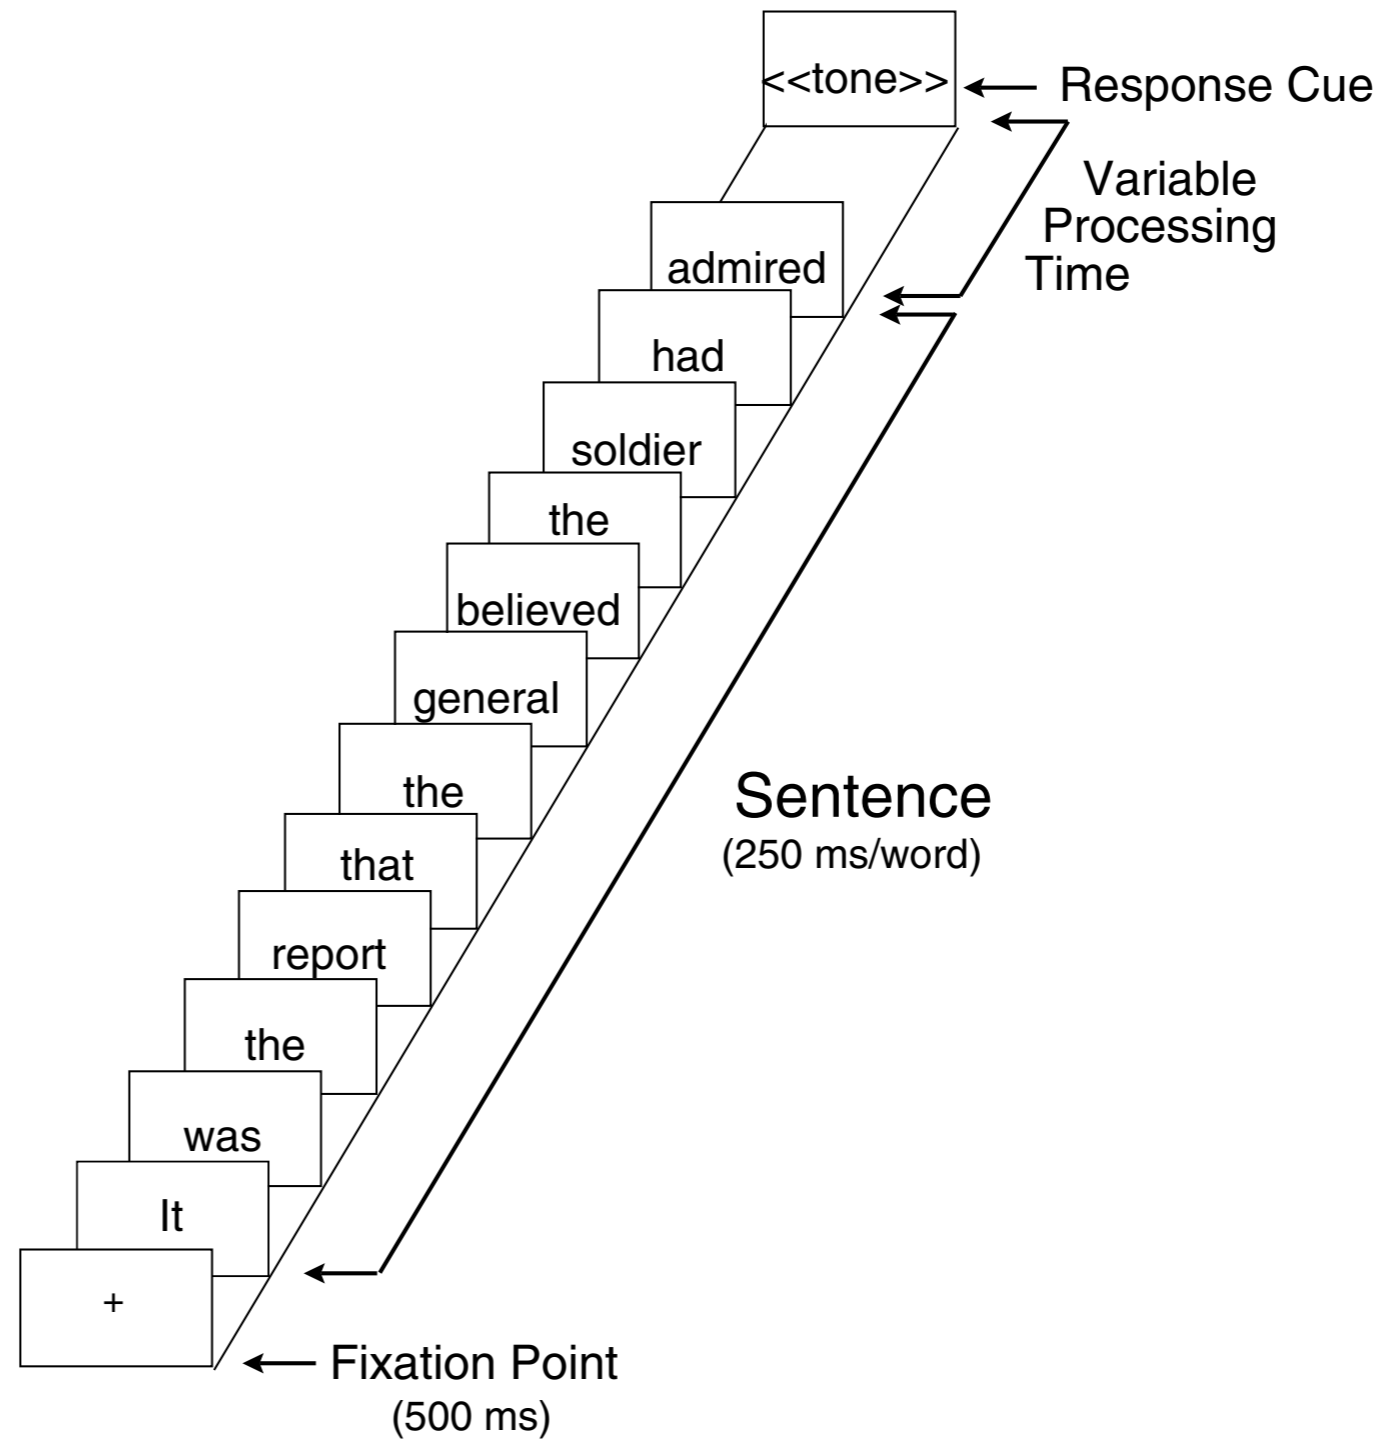 <<tone>>
Response Cue
Variable
Processing
Time
admired
had
soldier
the
believed
general
the
that
report
the
was
It
+
Sentence
(250 ms/word)
Fixation Point
(500 ms)